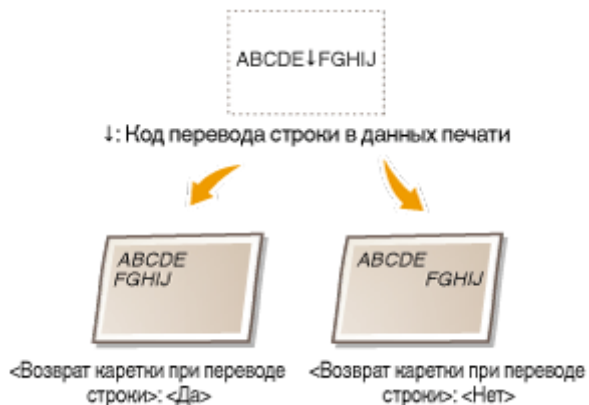 ABCDE↓FGHIJ
↓: Код перевода строки в данных печати
ABCDE
FGHIJ
ABCDE
FGHIJ
<Возврат каретки при переводе
строки>: <Да>
<Возврат каретки при переводе
строки>: <Нет>